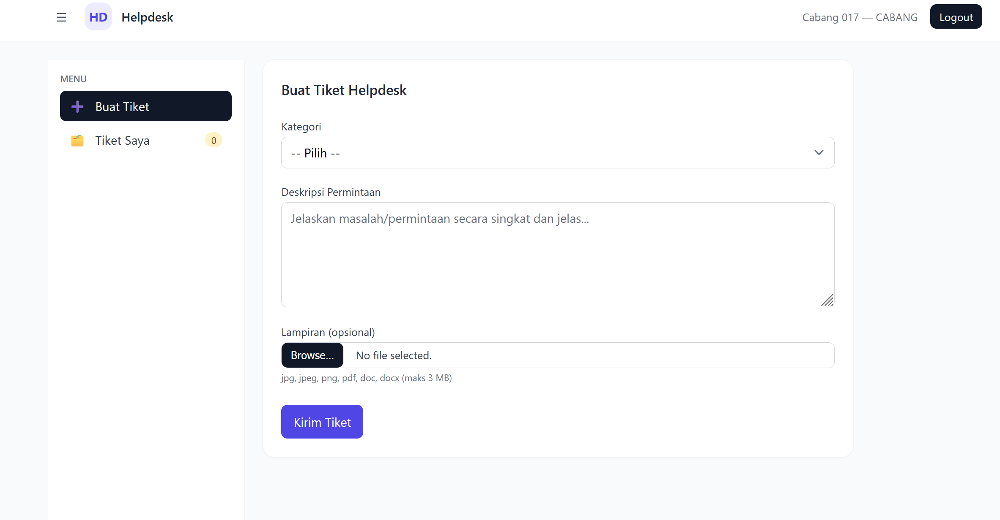 ☰ HD Helpdesk
Cabang 017 — CABANG
Logout
MENU
Buat Tiket
Tiket Saya 0
Buat Tiket Helpdesk
Kategori
-- Pilih --
Deskripsi Permintaan
Jelaskan masalah/permintaan secara singkat dan jelas...
Lampiran (opsional)
Browse... No file selected.
jpg, jpeg, png, pdf, doc, docx (maks 3 MB)
Kirim Tiket